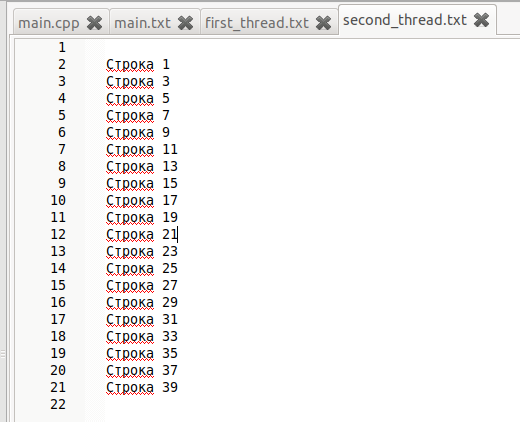 main.cpp main.txt first_thread.txt second_thread.txt
1
2 Строка 1
3 Строка 3
4 Строка 5
5 Строка 7
6 Строка 9
7 Строка 11
8 Строка 13
9 Строка 15
10 Строка 17
11 Строка 19
12 Строка 21
13 Строка 23
14 Строка 25
15 Строка 27
16 Строка 29
17 Строка 31
18 Строка 33
19 Строка 35
20 Строка 37
21 Строка 39
22